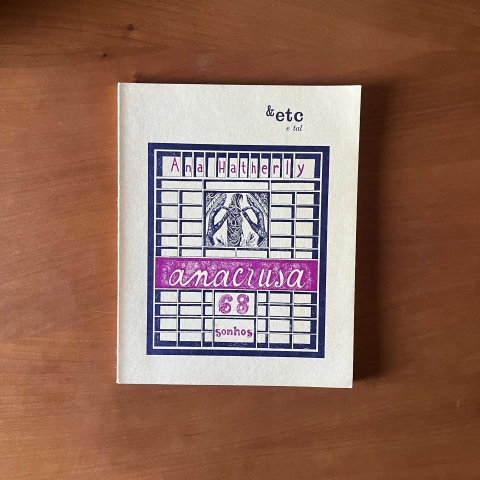 &etc
e tal
Ana Hatherly
anacrusa
68
sonhos